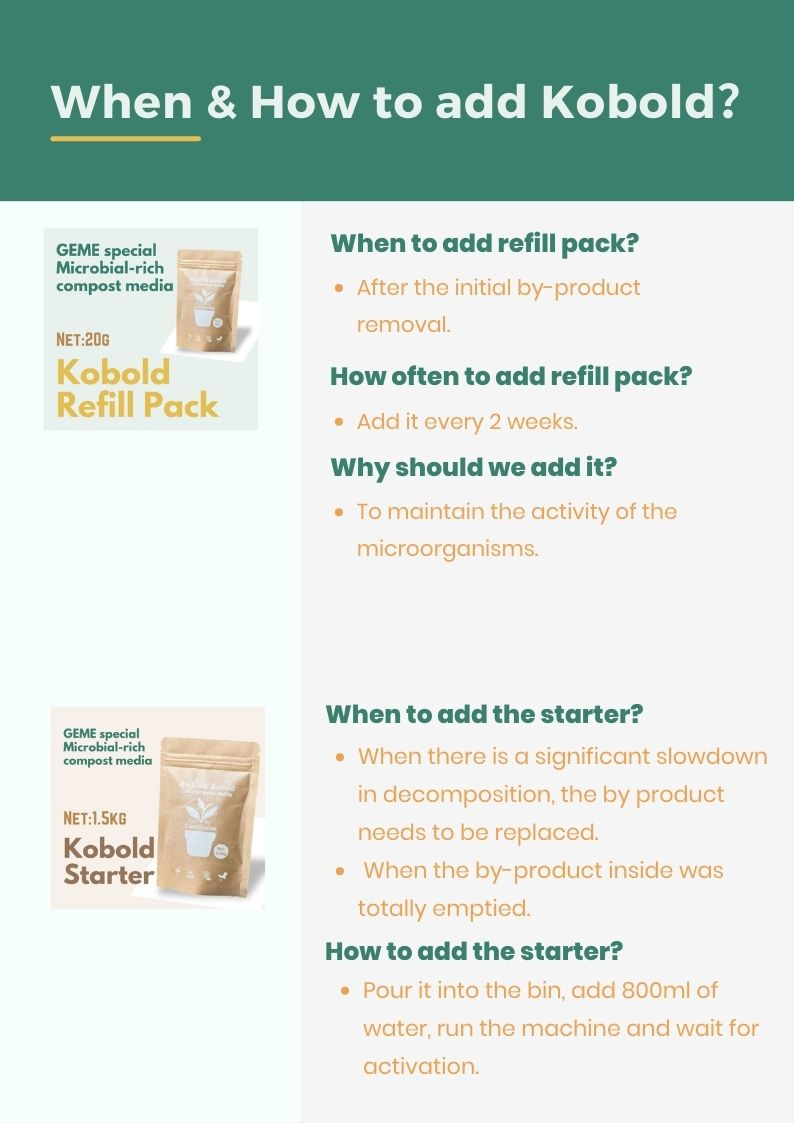 When & How to add Kobold?
GEME special
Microbial-rich
compost media
NET:20G
Kobold
Refill Pack
When to add refill pack?
• After the initial by-product
removal.
How often to add refill pack?
• Add it every 2 weeks.
Why should we add it?
• To maintain the activity of the
microorganisms.
GEME special
Microbial-rich
compost media
NET:1.5KG
Kobold
Starter
GEME Kobold
Composter
When to add the starter?
• When there is a significant slowdown
in decomposition, the by product
needs to be replaced.
• When the by-product inside was
totally emptied.
How to add the starter?
• Pour it into the bin, add 800ml of
water, run the machine and wait for
activation.